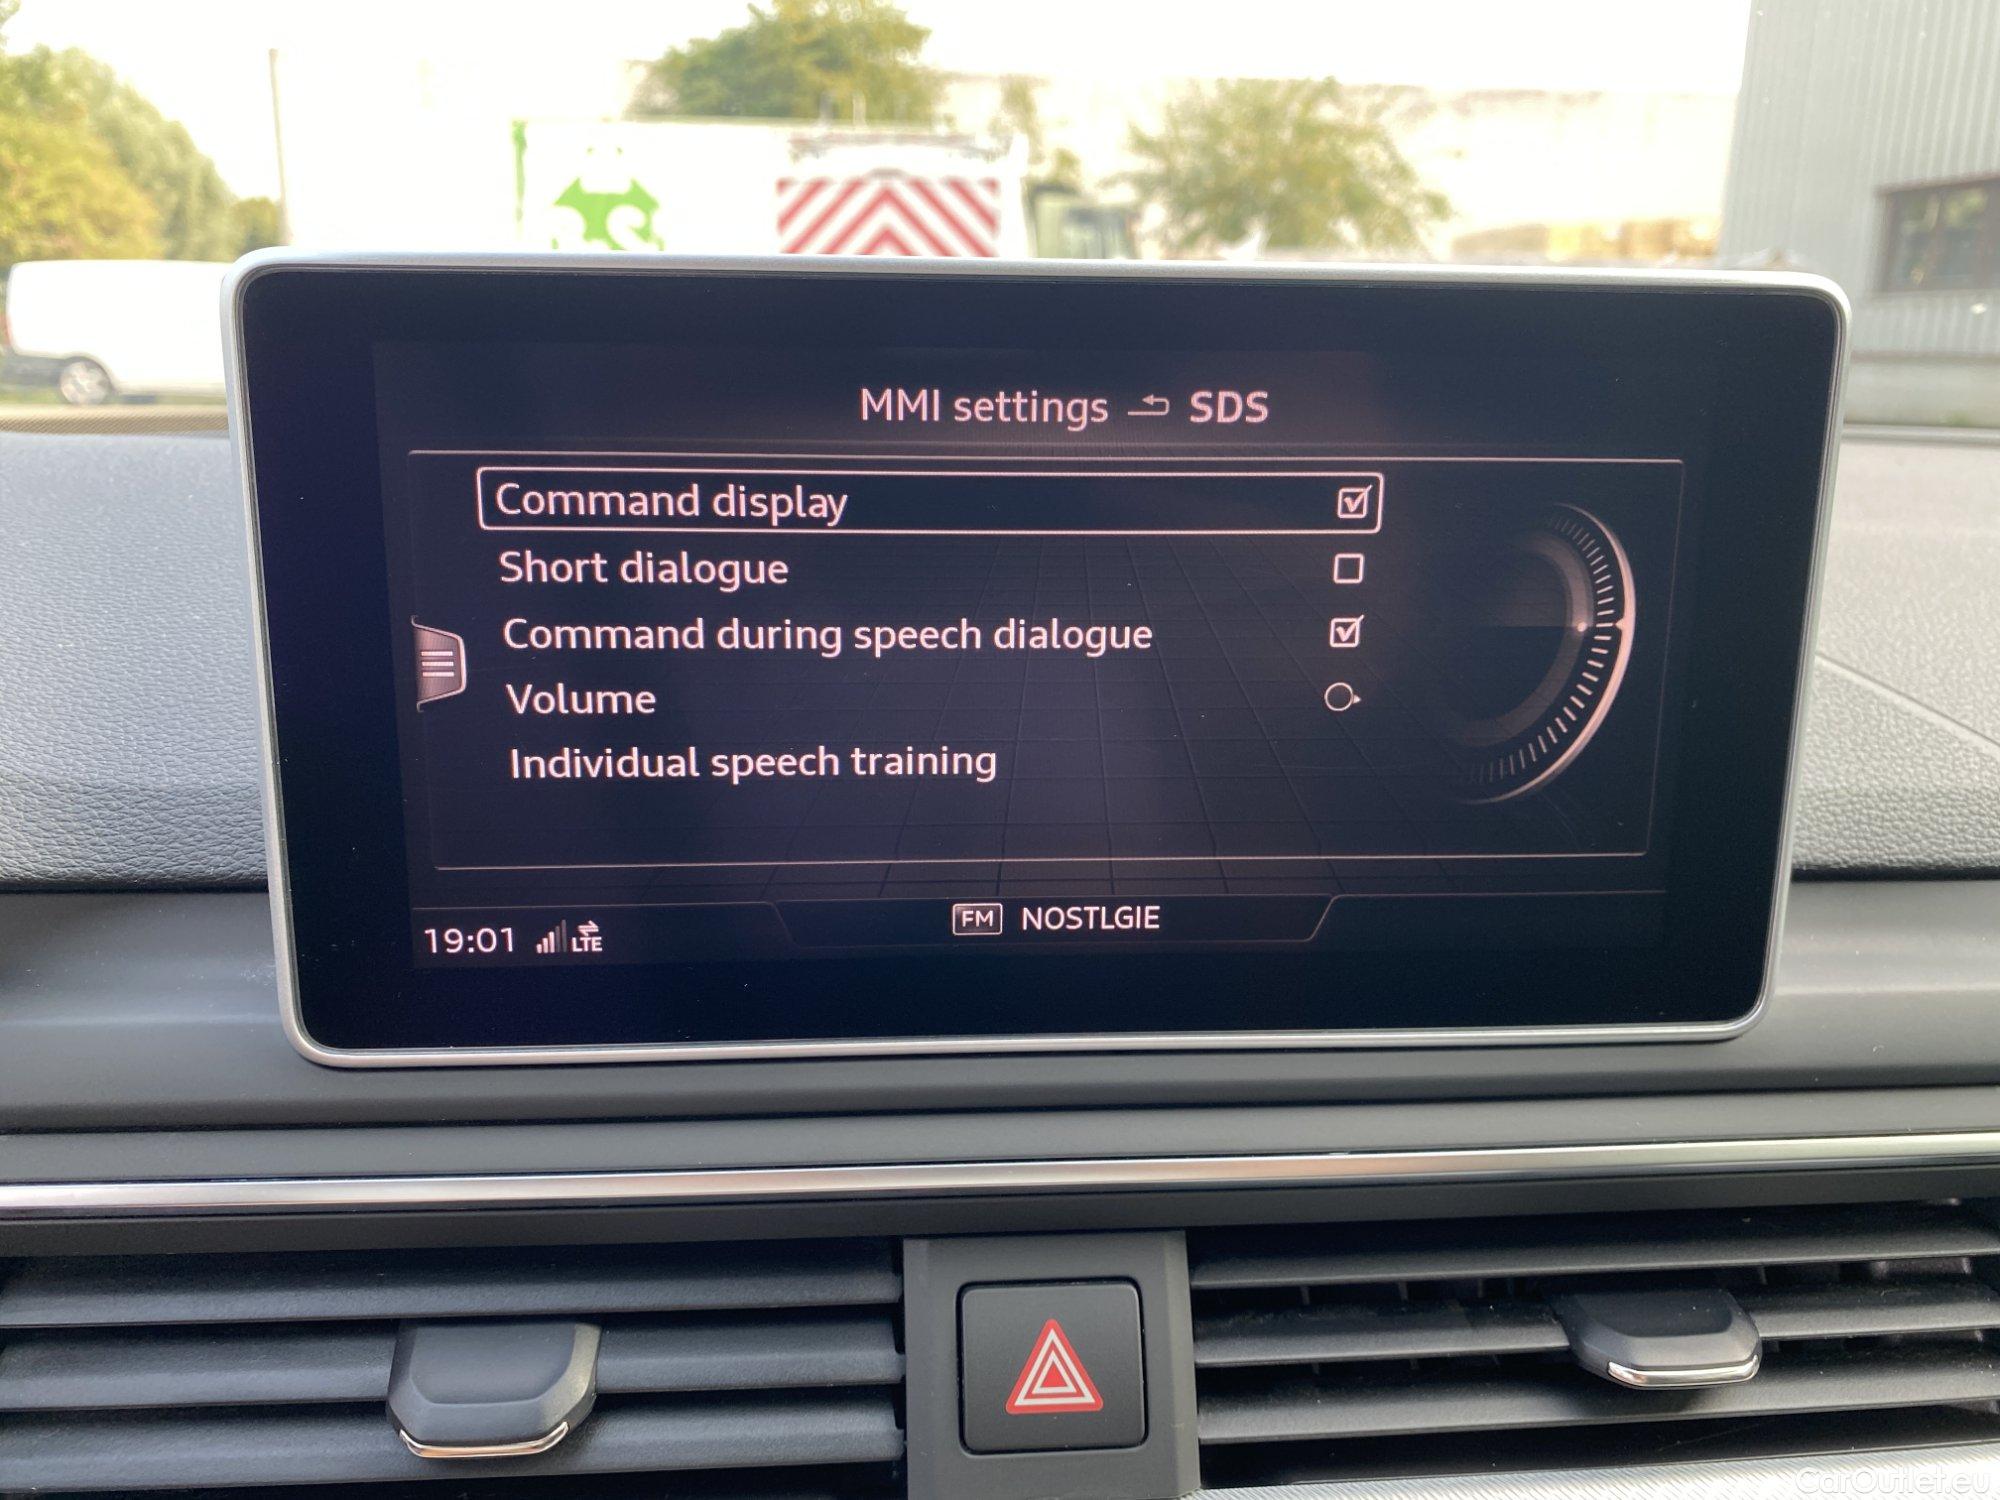 MMI settings SDS
Command display
Short dialogue
Command during speech dialogue
Volume
Individual speech training
19:01 LTE
FM NOSTLGIE
CarOutlet.eu